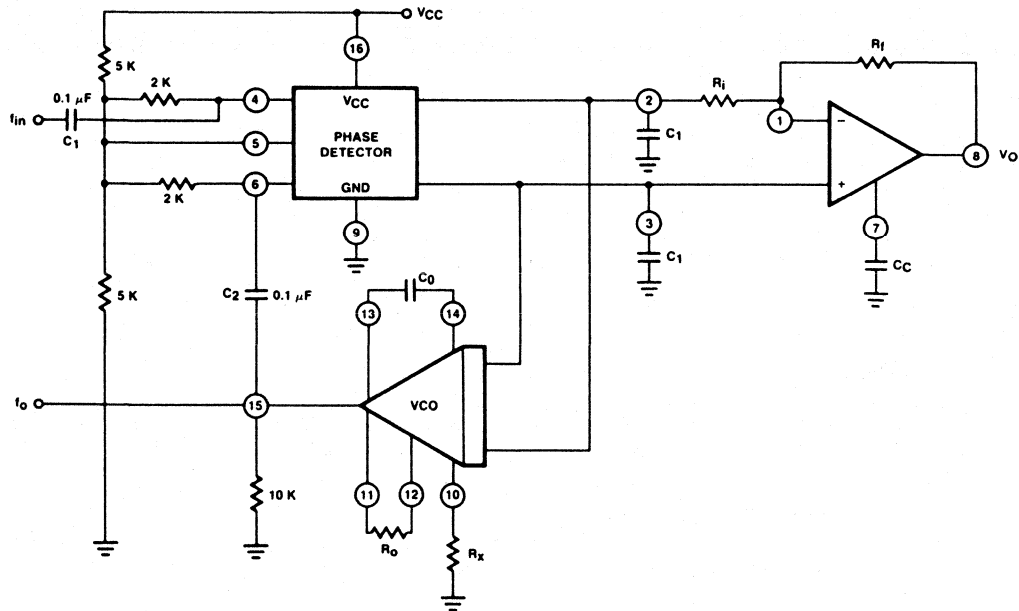 VCC
16
5 K
2 K
0.1 μF
fin
C1
4
VCC
PHASE
DETECTOR
GND
5
6
2 K
9
2
Ri
Rf
1
C1
−
+
8
VO
3
C1
7
CC
5 K
C2
0.1 μF
C0
13
14
fo
15
VCO
10 K
11
12
10
Ro
Rx